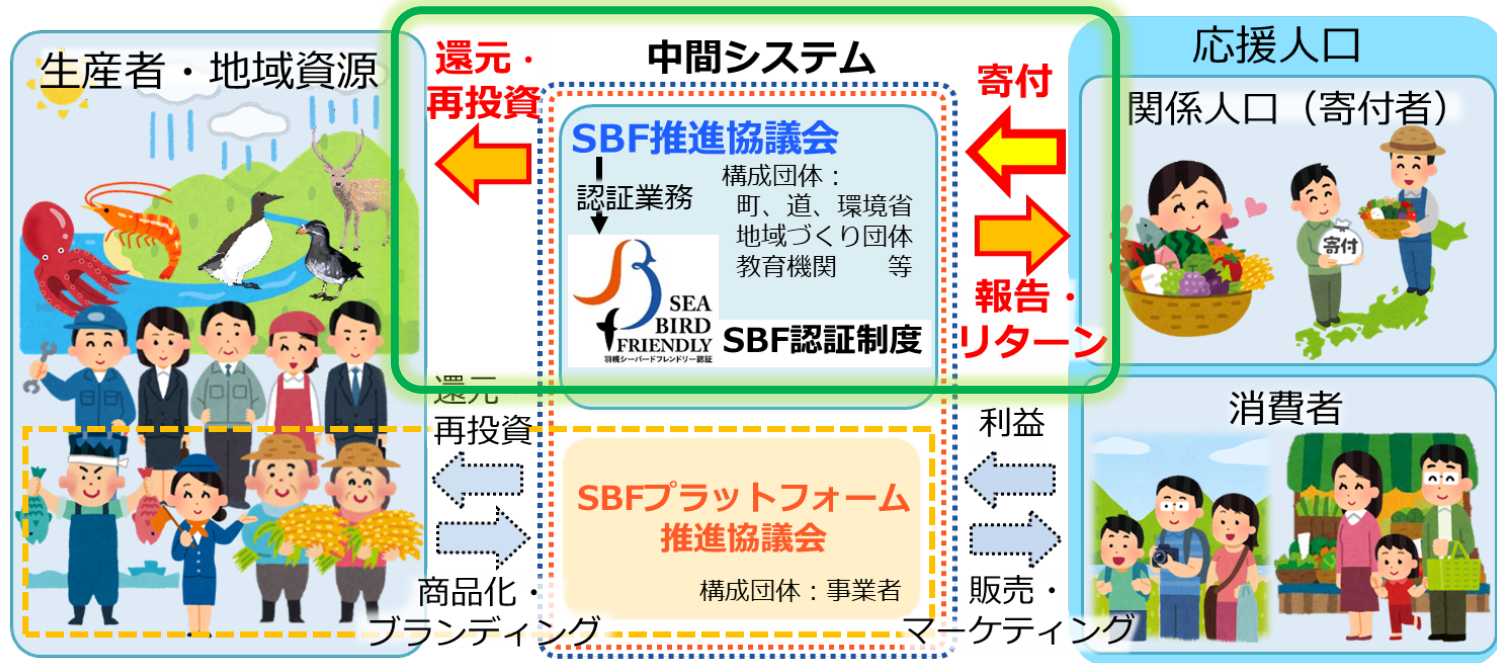 生産者・地域資源
還元・
再投資
中間システム
SBF推進協議会
認証業務
構成団体：
町、道、環境省
地域づくり団体
教育機関　　等
SEA
BIRD
FRIENDLY
羽幌シーバードフレンドリー認証
SBF認証制度
寄付
報告・
リターン
応援人口
関係人口（寄付者）
寄付
消費者
還元
再投資
商品化・
ブランディング
SBFプラットフォーム
推進協議会
構成団体：事業者
利益
販売・
マーケティング